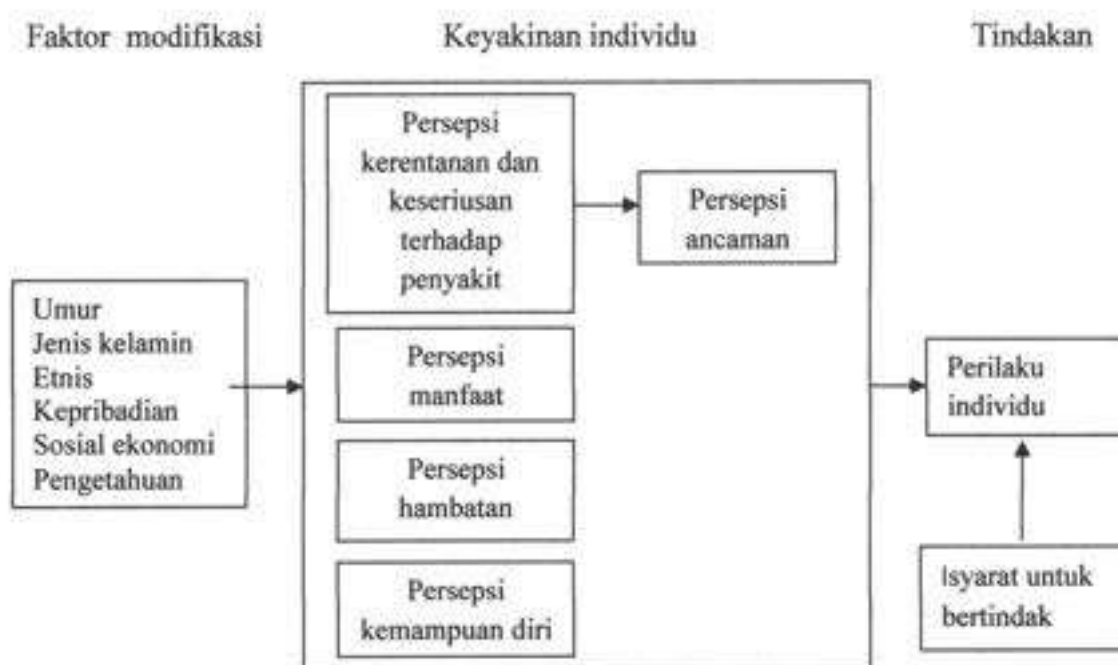 Faktor modifikasi
Keyakinan individu
Tindakan
Persepsi
kerentanan dan
keseriusan
terhadap
penyakit
Persepsi
ancaman
Umur
Jenis kelamin
Etnis
Kepribadian
Sosial ekonomi
Pengetahuan
Persepsi
manfaat
Persepsi
hambatan
Persepsi
kemampuan diri
Perilaku
individu
Isyarat untuk
bertindak